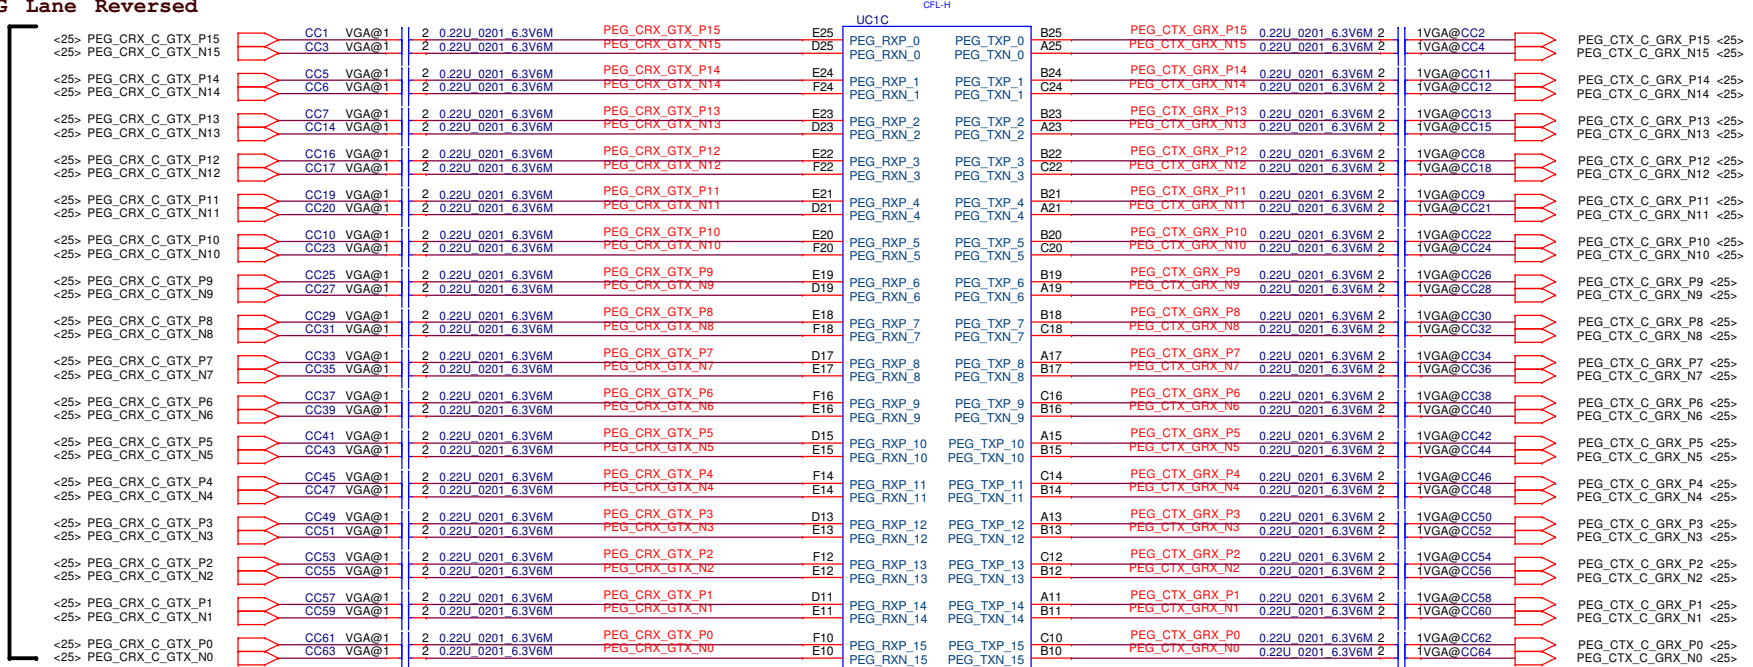 G Lane Reversed
CFL-H
UC1C
<25> PEG_CRX_C_GTX_P15 CC1 VGA@1 2 0.22U_0201_6.3V6M PEG_CRX_GTX_P15 E25 PEG_RXP_0 PEG_TXP_0 B25 PEG_CTX_GRX_P15 0.22U_0201_6.3V6M 2 1VGA@CC2 PEG_CTX_C_GRX_P15 <25>
<25> PEG_CRX_C_GTX_N15 CC3 VGA@1 2 0.22U_0201_6.3V6M PEG_CRX_GTX_N15 D25 PEG_RXN_0 PEG_TXN_0 A25 PEG_CTX_GRX_N15 0.22U_0201_6.3V6M 2 1VGA@CC4 PEG_CTX_C_GRX_N15 <25>
<25> PEG_CRX_C_GTX_P14 CC5 VGA@1 2 0.22U_0201_6.3V6M PEG_CRX_GTX_P14 E24 PEG_RXP_1 PEG_TXP_1 B24 PEG_CTX_GRX_P14 0.22U_0201_6.3V6M 2 1VGA@CC11 PEG_CTX_C_GRX_P14 <25>
<25> PEG_CRX_C_GTX_N14 CC6 VGA@1 2 0.22U_0201_6.3V6M PEG_CRX_GTX_N14 F24 PEG_RXN_1 PEG_TXN_1 C24 PEG_CTX_GRX_N14 0.22U_0201_6.3V6M 2 1VGA@CC12 PEG_CTX_C_GRX_N14 <25>
<25> PEG_CRX_C_GTX_P13 CC7 VGA@1 2 0.22U_0201_6.3V6M PEG_CRX_GTX_P13 E23 PEG_RXP_2 PEG_TXP_2 B23 PEG_CTX_GRX_P13 0.22U_0201_6.3V6M 2 1VGA@CC13 PEG_CTX_C_GRX_P13 <25>
<25> PEG_CRX_C_GTX_N13 CC14 VGA@1 2 0.22U_0201_6.3V6M PEG_CRX_GTX_N13 D23 PEG_RXN_2 PEG_TXN_2 A23 PEG_CTX_GRX_N13 0.22U_0201_6.3V6M 2 1VGA@CC15 PEG_CTX_C_GRX_N13 <25>
<25> PEG_CRX_C_GTX_P12 CC16 VGA@1 2 0.22U_0201_6.3V6M PEG_CRX_GTX_P12 E22 PEG_RXP_3 PEG_TXP_3 B22 PEG_CTX_GRX_P12 0.22U_0201_6.3V6M 2 1VGA@CC8 PEG_CTX_C_GRX_P12 <25>
<25> PEG_CRX_C_GTX_N12 CC17 VGA@1 2 0.22U_0201_6.3V6M PEG_CRX_GTX_N12 F22 PEG_RXN_3 PEG_TXN_3 C22 PEG_CTX_GRX_N12 0.22U_0201_6.3V6M 2 1VGA@CC18 PEG_CTX_C_GRX_N12 <25>
<25> PEG_CRX_C_GTX_P11 CC19 VGA@1 2 0.22U_0201_6.3V6M PEG_CRX_GTX_P11 E21 PEG_RXP_4 PEG_TXP_4 B21 PEG_CTX_GRX_P11 0.22U_0201_6.3V6M 2 1VGA@CC9 PEG_CTX_C_GRX_P11 <25>
<25> PEG_CRX_C_GTX_N11 CC20 VGA@1 2 0.22U_0201_6.3V6M PEG_CRX_GTX_N11 D21 PEG_RXN_4 PEG_TXN_4 A21 PEG_CTX_GRX_N11 0.22U_0201_6.3V6M 2 1VGA@CC21 PEG_CTX_C_GRX_N11 <25>
<25> PEG_CRX_C_GTX_P10 CC10 VGA@1 2 0.22U_0201_6.3V6M PEG_CRX_GTX_P10 E20 PEG_RXP_5 PEG_TXP_5 B20 PEG_CTX_GRX_P10 0.22U_0201_6.3V6M 2 1VGA@CC22 PEG_CTX_C_GRX_P10 <25>
<25> PEG_CRX_C_GTX_N10 CC23 VGA@1 2 0.22U_0201_6.3V6M PEG_CRX_GTX_N10 F20 PEG_RXN_5 PEG_TXN_5 C20 PEG_CTX_GRX_N10 0.22U_0201_6.3V6M 2 1VGA@CC24 PEG_CTX_C_GRX_N10 <25>
<25> PEG_CRX_C_GTX_P9 CC25 VGA@1 2 0.22U_0201_6.3V6M PEG_CRX_GTX_P9 E19 PEG_RXP_6 PEG_TXP_6 B19 PEG_CTX_GRX_P9 0.22U_0201_6.3V6M 2 1VGA@CC26 PEG_CTX_C_GRX_P9 <25>
<25> PEG_CRX_C_GTX_N9 CC27 VGA@1 2 0.22U_0201_6.3V6M PEG_CRX_GTX_N9 D19 PEG_RXN_6 PEG_TXN_6 A19 PEG_CTX_GRX_N9 0.22U_0201_6.3V6M 2 1VGA@CC28 PEG_CTX_C_GRX_N9 <25>
<25> PEG_CRX_C_GTX_P8 CC29 VGA@1 2 0.22U_0201_6.3V6M PEG_CRX_GTX_P8 E18 PEG_RXP_7 PEG_TXP_7 B18 PEG_CTX_GRX_P8 0.22U_0201_6.3V6M 2 1VGA@CC30 PEG_CTX_C_GRX_P8 <25>
<25> PEG_CRX_C_GTX_N8 CC31 VGA@1 2 0.22U_0201_6.3V6M PEG_CRX_GTX_N8 F18 PEG_RXN_7 PEG_TXN_7 C18 PEG_CTX_GRX_N8 0.22U_0201_6.3V6M 2 1VGA@CC32 PEG_CTX_C_GRX_N8 <25>
<25> PEG_CRX_C_GTX_P7 CC33 VGA@1 2 0.22U_0201_6.3V6M PEG_CRX_GTX_P7 D17 PEG_RXP_8 PEG_TXP_8 A17 PEG_CTX_GRX_P7 0.22U_0201_6.3V6M 2 1VGA@CC34 PEG_CTX_C_GRX_P7 <25>
<25> PEG_CRX_C_GTX_N7 CC35 VGA@1 2 0.22U_0201_6.3V6M PEG_CRX_GTX_N7 E17 PEG_RXN_8 PEG_TXN_8 B17 PEG_CTX_GRX_N7 0.22U_0201_6.3V6M 2 1VGA@CC36 PEG_CTX_C_GRX_N7 <25>
<25> PEG_CRX_C_GTX_P6 CC37 VGA@1 2 0.22U_0201_6.3V6M PEG_CRX_GTX_P6 F16 PEG_RXP_9 PEG_TXP_9 C16 PEG_CTX_GRX_P6 0.22U_0201_6.3V6M 2 1VGA@CC38 PEG_CTX_C_GRX_P6 <25>
<25> PEG_CRX_C_GTX_N6 CC39 VGA@1 2 0.22U_0201_6.3V6M PEG_CRX_GTX_N6 E16 PEG_RXN_9 PEG_TXN_9 B16 PEG_CTX_GRX_N6 0.22U_0201_6.3V6M 2 1VGA@CC40 PEG_CTX_C_GRX_N6 <25>
<25> PEG_CRX_C_GTX_P5 CC41 VGA@1 2 0.22U_0201_6.3V6M PEG_CRX_GTX_P5 D15 PEG_RXP_10 PEG_TXP_10 A15 PEG_CTX_GRX_P5 0.22U_0201_6.3V6M 2 1VGA@CC42 PEG_CTX_C_GRX_P5 <25>
<25> PEG_CRX_C_GTX_N5 CC43 VGA@1 2 0.22U_0201_6.3V6M PEG_CRX_GTX_N5 E15 PEG_RXN_10 PEG_TXN_10 B15 PEG_CTX_GRX_N5 0.22U_0201_6.3V6M 2 1VGA@CC44 PEG_CTX_C_GRX_N5 <25>
<25> PEG_CRX_C_GTX_P4 CC45 VGA@1 2 0.22U_0201_6.3V6M PEG_CRX_GTX_P4 F14 PEG_RXP_11 PEG_TXP_11 C14 PEG_CTX_GRX_P4 0.22U_0201_6.3V6M 2 1VGA@CC46 PEG_CTX_C_GRX_P4 <25>
<25> PEG_CRX_C_GTX_N4 CC47 VGA@1 2 0.22U_0201_6.3V6M PEG_CRX_GTX_N4 E14 PEG_RXN_11 PEG_TXN_11 B14 PEG_CTX_GRX_N4 0.22U_0201_6.3V6M 2 1VGA@CC48 PEG_CTX_C_GRX_N4 <25>
<25> PEG_CRX_C_GTX_P3 CC49 VGA@1 2 0.22U_0201_6.3V6M PEG_CRX_GTX_P3 D13 PEG_RXP_12 PEG_TXP_12 A13 PEG_CTX_GRX_P3 0.22U_0201_6.3V6M 2 1VGA@CC50 PEG_CTX_C_GRX_P3 <25>
<25> PEG_CRX_C_GTX_N3 CC51 VGA@1 2 0.22U_0201_6.3V6M PEG_CRX_GTX_N3 E13 PEG_RXN_12 PEG_TXN_12 B13 PEG_CTX_GRX_N3 0.22U_0201_6.3V6M 2 1VGA@CC52 PEG_CTX_C_GRX_N3 <25>
<25> PEG_CRX_C_GTX_P2 CC53 VGA@1 2 0.22U_0201_6.3V6M PEG_CRX_GTX_P2 F12 PEG_RXP_13 PEG_TXP_13 C12 PEG_CTX_GRX_P2 0.22U_0201_6.3V6M 2 1VGA@CC54 PEG_CTX_C_GRX_P2 <25>
<25> PEG_CRX_C_GTX_N2 CC55 VGA@1 2 0.22U_0201_6.3V6M PEG_CRX_GTX_N2 E12 PEG_RXN_13 PEG_TXN_13 B12 PEG_CTX_GRX_N2 0.22U_0201_6.3V6M 2 1VGA@CC56 PEG_CTX_C_GRX_N2 <25>
<25> PEG_CRX_C_GTX_P1 CC57 VGA@1 2 0.22U_0201_6.3V6M PEG_CRX_GTX_P1 D11 PEG_RXP_14 PEG_TXP_14 A11 PEG_CTX_GRX_P1 0.22U_0201_6.3V6M 2 1VGA@CC58 PEG_CTX_C_GRX_P1 <25>
<25> PEG_CRX_C_GTX_N1 CC59 VGA@1 2 0.22U_0201_6.3V6M PEG_CRX_GTX_N1 E11 PEG_RXN_14 PEG_TXN_14 B11 PEG_CTX_GRX_N1 0.22U_0201_6.3V6M 2 1VGA@CC60 PEG_CTX_C_GRX_N1 <25>
<25> PEG_CRX_C_GTX_P0 CC61 VGA@1 2 0.22U_0201_6.3V6M PEG_CRX_GTX_P0 F10 PEG_RXP_15 PEG_TXP_15 C10 PEG_CTX_GRX_P0 0.22U_0201_6.3V6M 2 1VGA@CC62 PEG_CTX_C_GRX_P0 <25>
<25> PEG_CRX_C_GTX_N0 CC63 VGA@1 2 0.22U_0201_6.3V6M PEG_CRX_GTX_N0 E10 PEG_RXN_15 PEG_TXN_15 B10 PEG_CTX_GRX_N0 0.22U_0201_6.3V6M 2 1VGA@CC64 PEG_CTX_C_GRX_N0 <25>